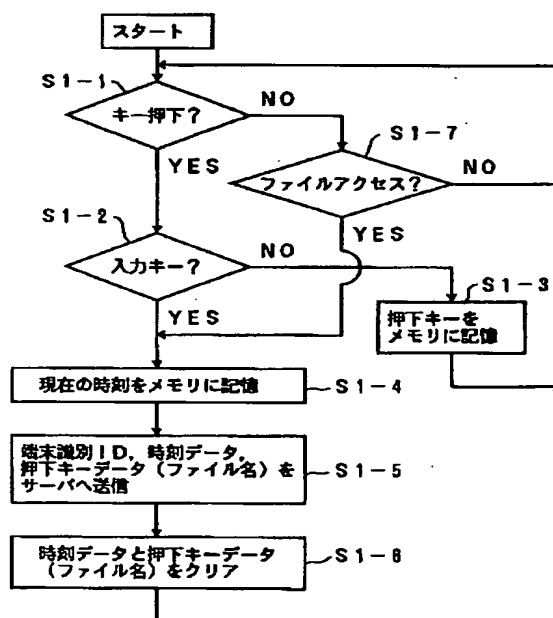 スタート
S1-1
キー押下？
NO
S1-7
YES
ファイルアクセス？
NO
S1-2
YES
入力キー？
NO
S1-3
YES
押下キーを
メモリに記憶
現在の時刻をメモリに記憶
S1-4
端末識別ID，時刻データ，
押下キーデータ（ファイル名）を
サーバへ送信
S1-5
時刻データと押下キーデータ
（ファイル名）をクリア
S1-6